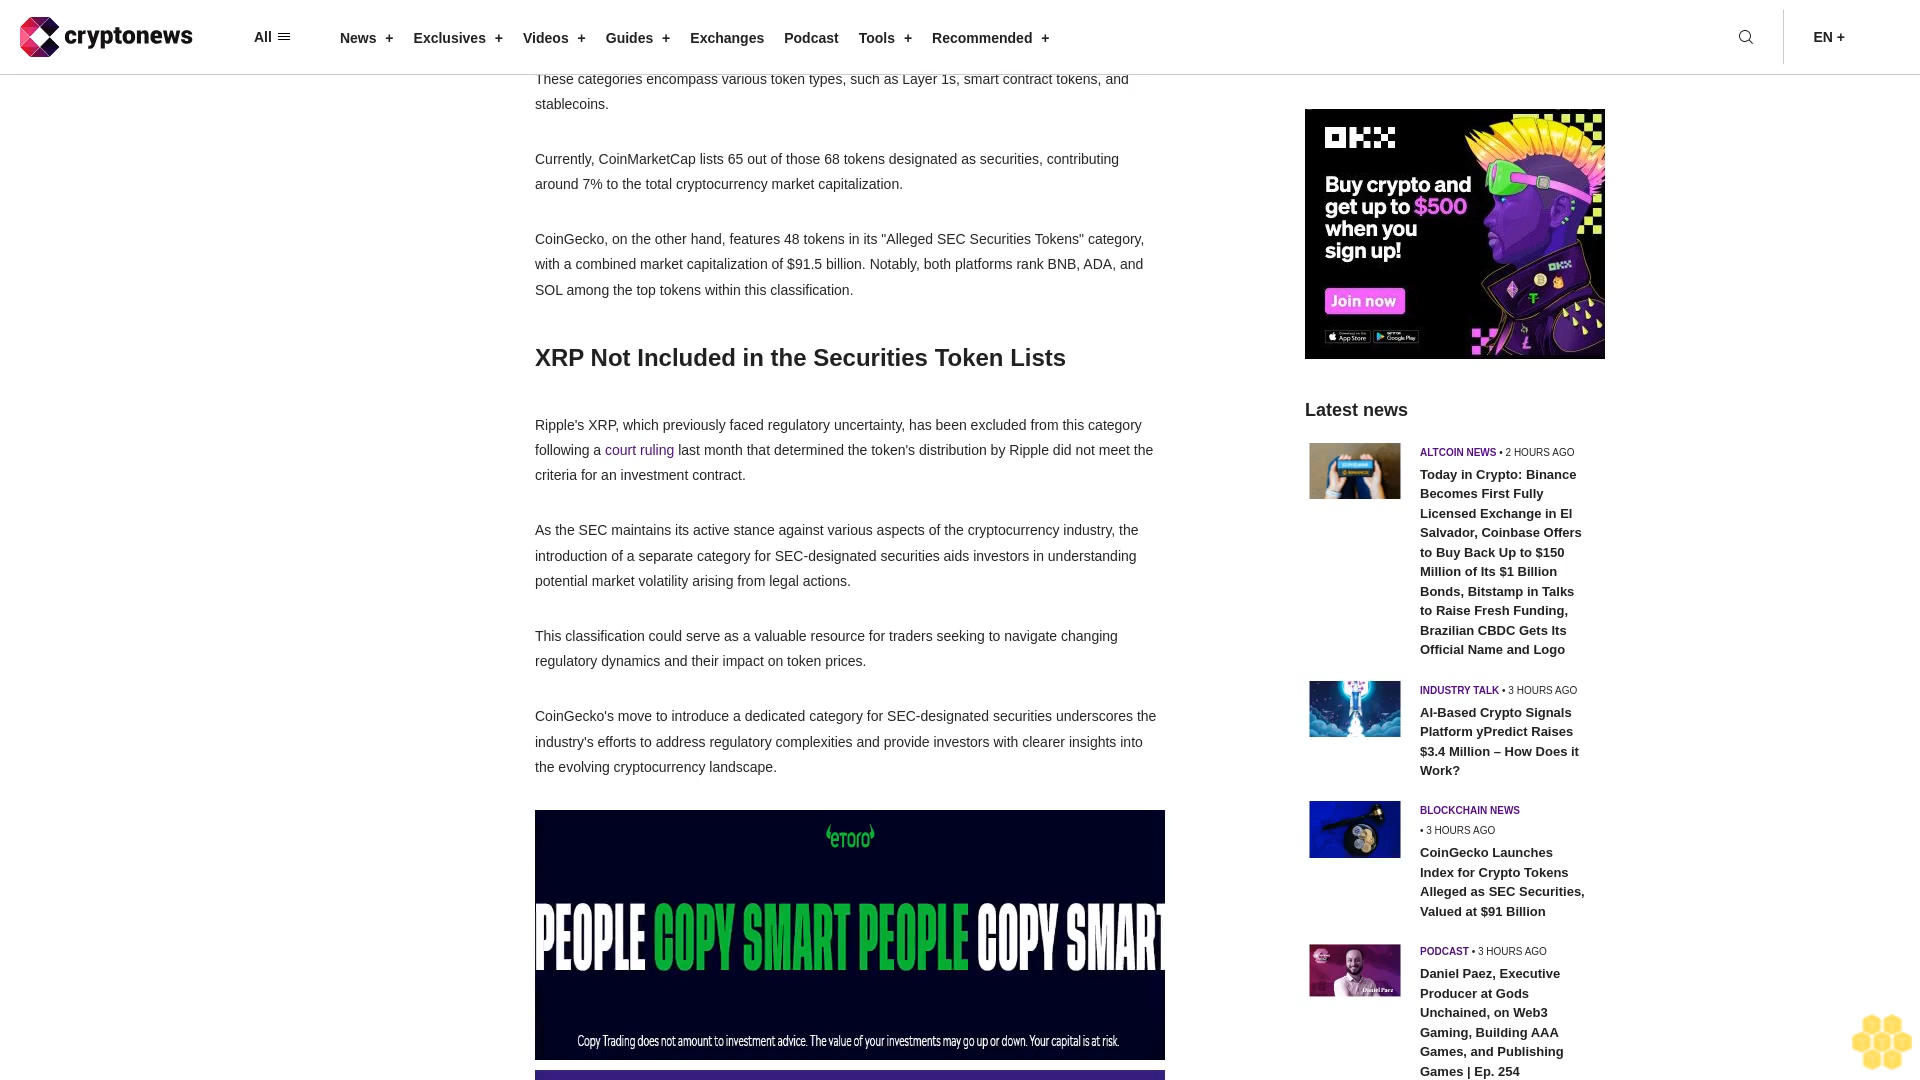 cryptonews
All
News +
Exclusives +
Videos +
Guides +
Exchanges
Podcast
Tools +
Recommended +
EN +
These categories encompass various token types, such as Layer 1s, smart contract tokens, and
stablecoins.
Currently, CoinMarketCap lists 65 out of those 68 tokens designated as securities, contributing
around 7% to the total cryptocurrency market capitalization.
CoinGecko, on the other hand, features 48 tokens in its "Alleged SEC Securities Tokens" category,
with a combined market capitalization of $91.5 billion. Notably, both platforms rank BNB, ADA, and
SOL among the top tokens within this classification.
XRP Not Included in the Securities Token Lists
Ripple's XRP, which previously faced regulatory uncertainty, has been excluded from this category
following a court ruling last month that determined the token's distribution by Ripple did not meet the
criteria for an investment contract.
As the SEC maintains its active stance against various aspects of the cryptocurrency industry, the
introduction of a separate category for SEC-designated securities aids investors in understanding
potential market volatility arising from legal actions.
This classification could serve as a valuable resource for traders seeking to navigate changing
regulatory dynamics and their impact on token prices.
CoinGecko's move to introduce a dedicated category for SEC-designated securities underscores the
industry's efforts to address regulatory complexities and provide investors with clearer insights into
the evolving cryptocurrency landscape.
eToro
PEOPLE COPY SMART PEOPLE COPY SMART
Copy Trading does not amount to investment advice. The value of your investments may go up or down. Your capital is at risk.
OKX
Buy crypto and
get up to $500
when you
sign up!
Join now
Download on the
App Store
Google Play
OKX
Latest news
ALTCOIN NEWS • 2 HOURS AGO
Today in Crypto: Binance
Becomes First Fully
Licensed Exchange in El
Salvador, Coinbase Offers
to Buy Back Up to $150
Million of Its $1 Billion
Bonds, Bitstamp in Talks
to Raise Fresh Funding,
Brazilian CBDC Gets Its
Official Name and Logo
INDUSTRY TALK • 3 HOURS AGO
AI-Based Crypto Signals
Platform yPredict Raises
$3.4 Million – How Does it
Work?
BLOCKCHAIN NEWS
• 3 HOURS AGO
CoinGecko Launches
Index for Crypto Tokens
Alleged as SEC Securities,
Valued at $91 Billion
Daniel Paez
PODCAST • 3 HOURS AGO
Daniel Paez, Executive
Producer at Gods
Unchained, on Web3
Gaming, Building AAA
Games, and Publishing
Games | Ep. 254